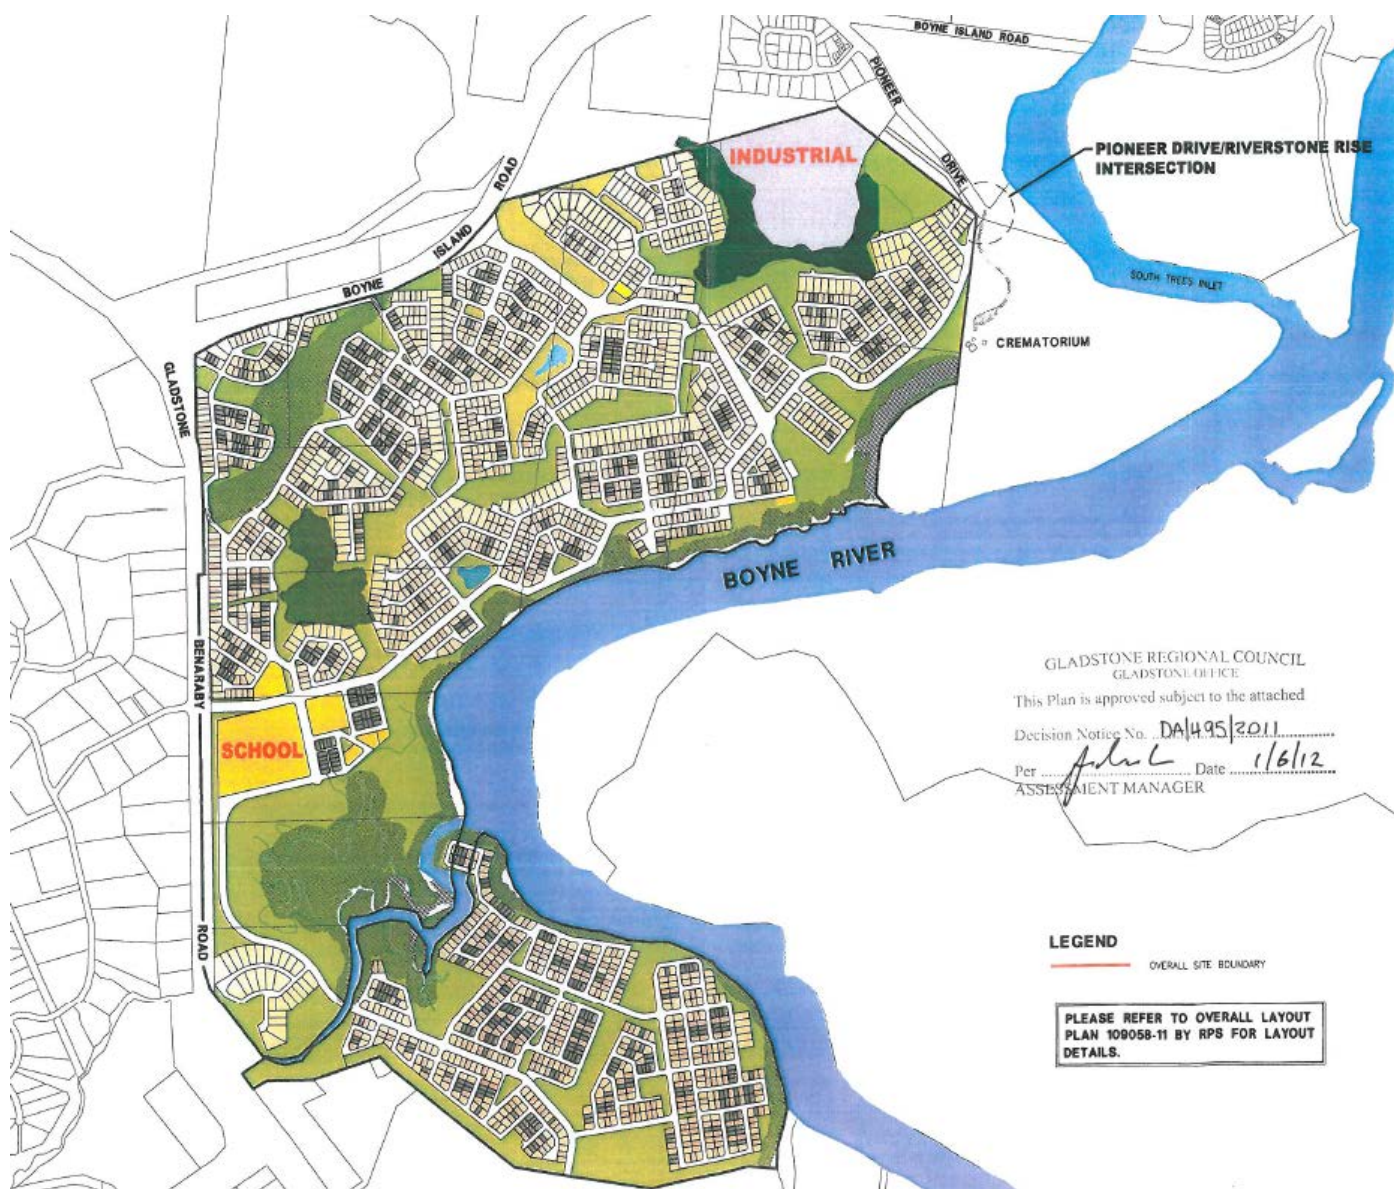 BOYNE ISLAND ROAD
PIONEER
DRIVE
PIONEER DRIVE/RIVERSTONE RISE
INTERSECTION
INDUSTRIAL
ROAD
ISLAND
BOYNE
SOUTH TREES INLET
CREMATORIUM
GLADSTONE
BOYNE RIVER
BENARABY
SCHOOL
ROAD
GLADSTONE REGIONAL COUNCIL
GLADSTONE OFFICE
This Plan is approved subject to the attached
Decision Notice No. DA/495/2011
Per Date 1/6/12
ASSESSMENT MANAGER
LEGEND
OVERALL SITE BOUNDARY
PLEASE REFER TO OVERALL LAYOUT
PLAN 109058-11 BY RPS FOR LAYOUT
DETAILS.